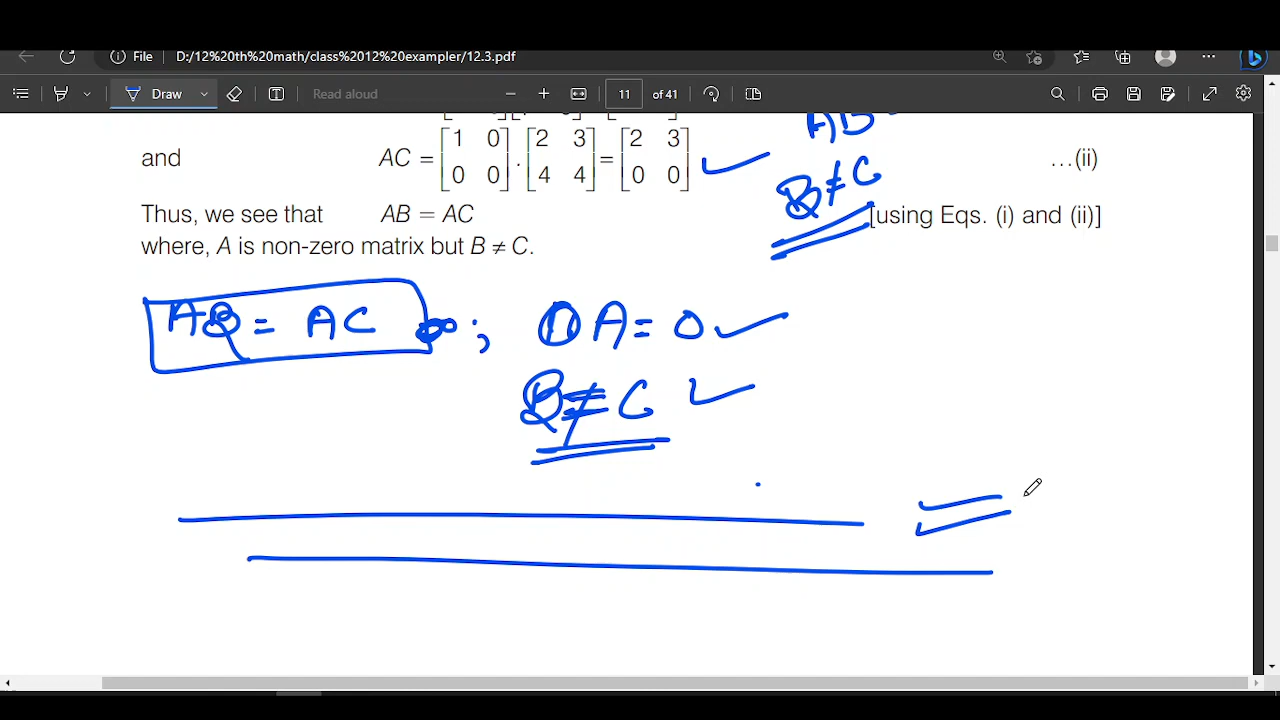 File D:/12%20th%20math/class%2012%20exampler/12.3.pdf
Draw Read aloud 11 of 41
AB
and AC = [1 0 0 0] . [2 3 4 4] = [2 3 0 0] ...(ii)
B ≠ C
Thus, we see that AB = AC [using Eqs. (i) and (ii)]
where, A is non-zero matrix but B ≠ C.
AB = AC ; A = 0
B ≠ C